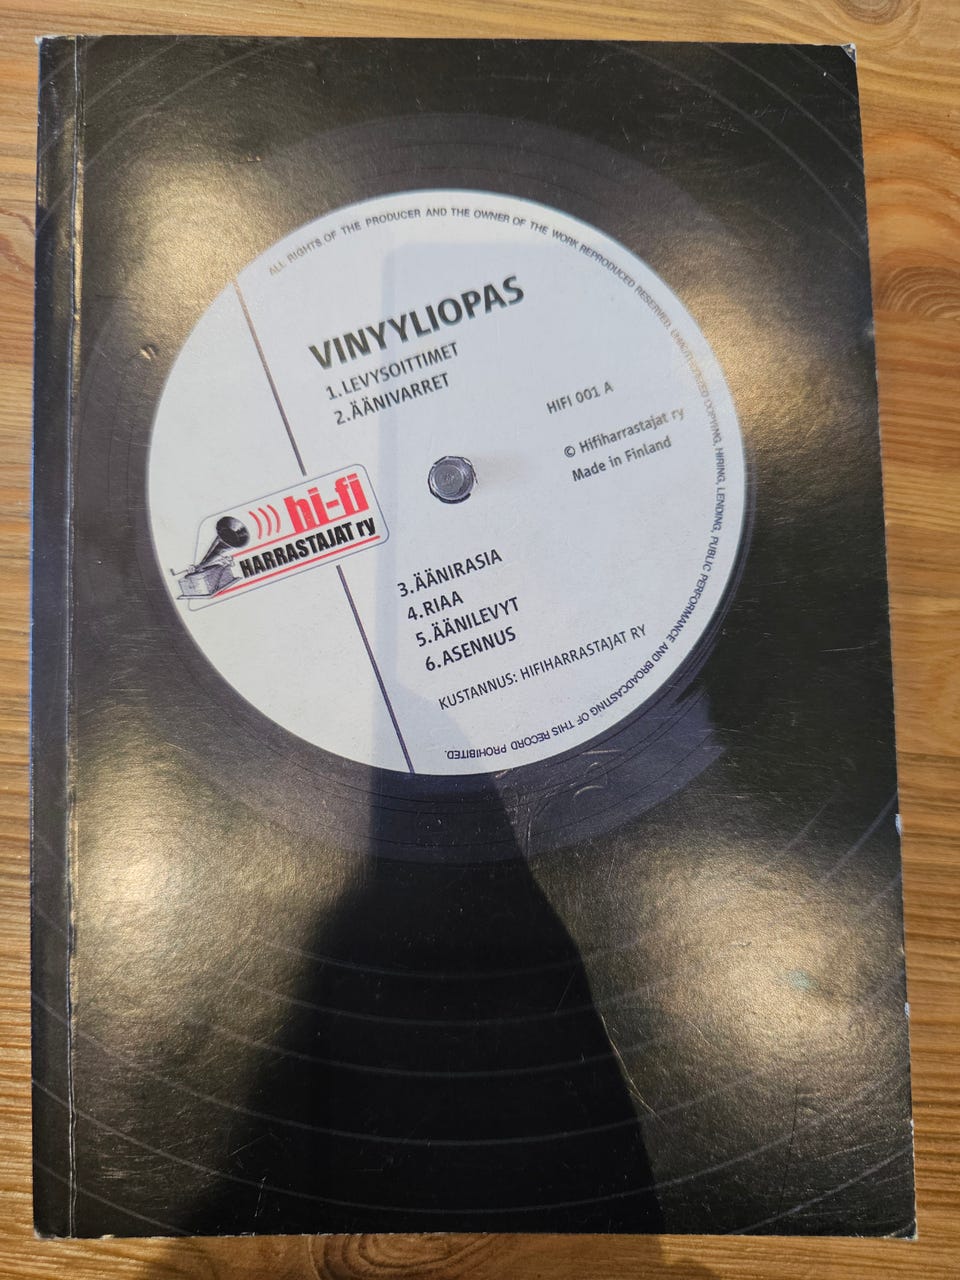 ALL RIGHTS OF THE PRODUCER AND THE OWNER OF THE WORK REPRODUCED RESERVED. UNAUTHORIZED COPYING, HIRING, LENDING, PUBLIC PERFORMANCE AND BROADCASTING OF THIS RECORD PROHIBITED.
VINYYLIOPAS
1.LEVYSOITTIMET
2.ÄÄNIVARRET
HIFI 001 A
© Hifiharrastajat ry
Made in Finland
hi-fi
HARRASTAJAT ry
3.ÄÄNIRASIA
4.RIAA
5.ÄÄNILEVYT
6.ASENNUS
KUSTANNUS: HIFIHARRASTAJAT RY